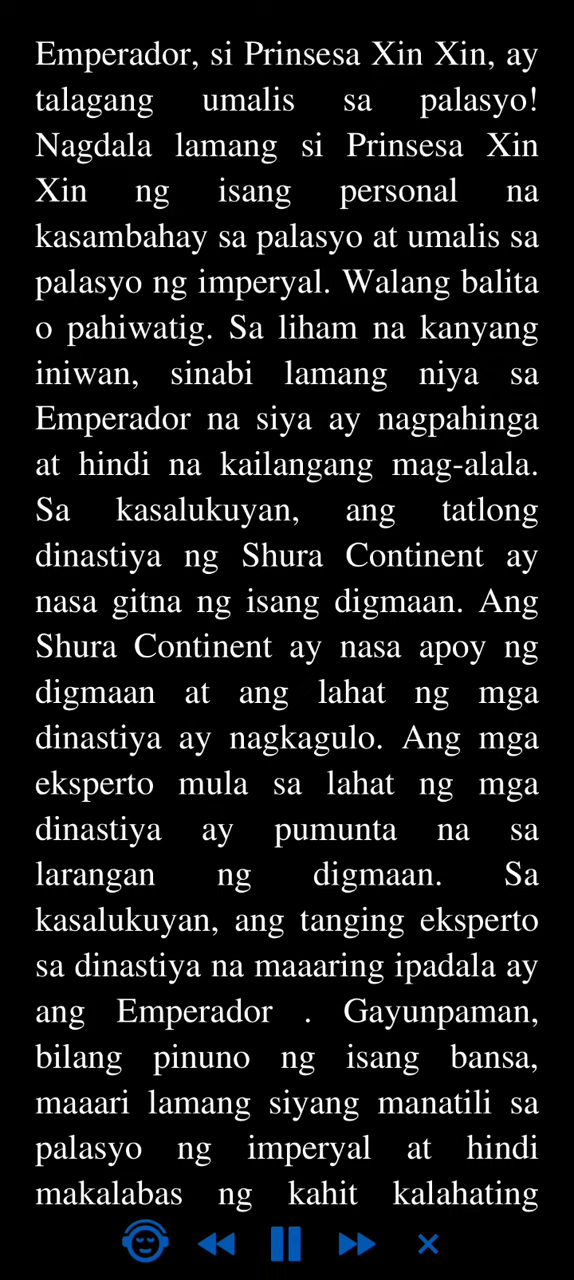 Emperador, si Prinsesa Xin Xin, ay
talagang umalis sa palasyo!
Nagdala lamang si Prinsesa Xin
Xin ng isang personal na
kasambahay sa palasyo at umalis sa
palasyo ng imperyal. Walang balita
o pahiwatig. Sa liham na kanyang
iniwan, sinabi lamang niya sa
Emperador na siya ay nagpahinga
at hindi na kailangang mag-alala.
Sa kasalukuyan, ang tatlong
dinastiya ng Shura Continent ay
nasa gitna ng isang digmaan. Ang
Shura Continent ay nasa apoy ng
digmaan at ang lahat ng mga
dinastiya ay nagkagulo. Ang mga
eksperto mula sa lahat ng mga
dinastiya ay pumunta na sa
larangan ng digmaan. Sa
kasalukuyan, ang tanging eksperto
sa dinastiya na maaaring ipadala ay
ang Emperador . Gayunpaman,
bilang pinuno ng isang bansa,
maaari lamang siyang manatili sa
palasyo ng imperyal at hindi
makalabas ng kahit kalahating